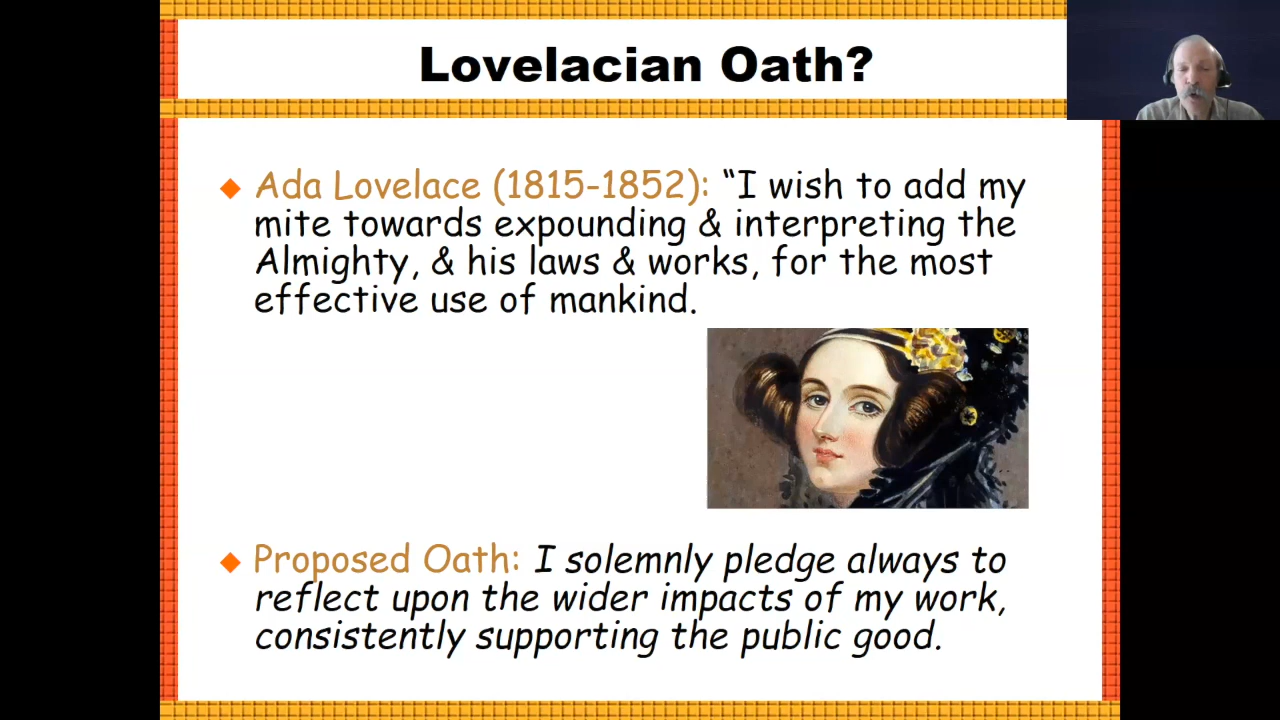 Lovelacian Oath?
Ada Lovelace (1815-1852): “I wish to add my
mite towards expounding & interpreting the
Almighty, & his laws & works, for the most
effective use of mankind.
Proposed Oath: I solemnly pledge always to
reflect upon the wider impacts of my work,
consistently supporting the public good.